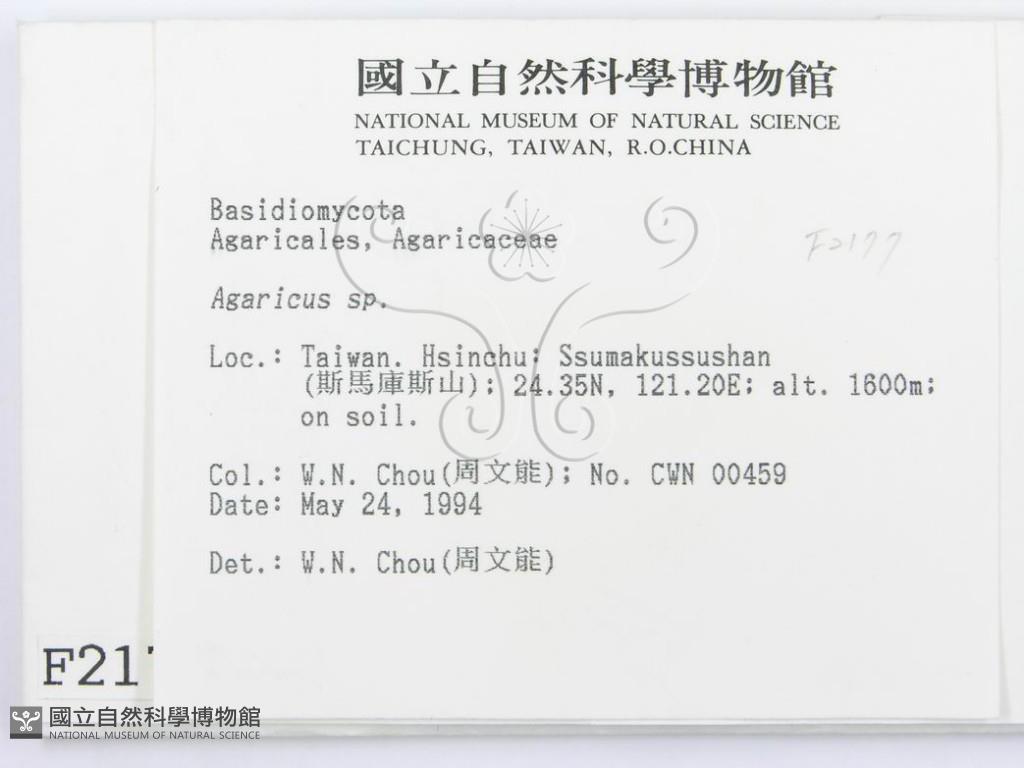 國立自然科學博物館
NATIONAL MUSEUM OF NATURAL SCIENCE
TAICHUNG, TAIWAN, R.O.CHINA
Basidiomycota
Agaricales, Agaricaceae
F2177
Agaricus sp.
Loc.: Taiwan. Hsinchu: Ssumakussushan
(斯馬庫斯山); 24.35N, 121.20E; alt. 1600m;
on soil.
Col.: W.N. Chou(周文能); No. CWN 00459
Date: May 24, 1994
Det.: W.N. Chou(周文能)
F217
國立自然科學博物館
NATIONAL MUSEUM OF NATURAL SCIENCE